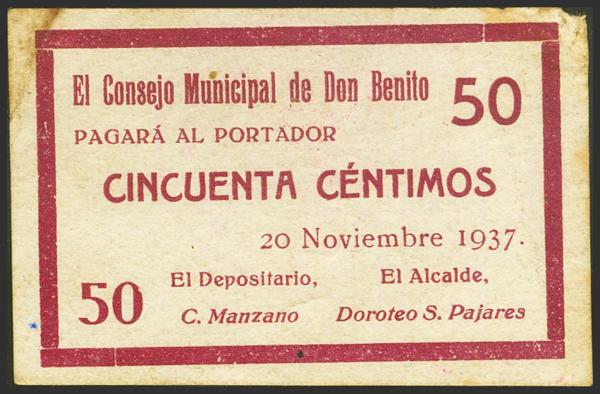 El Consejo Municipal de Don Benito
50
PAGARÁ AL PORTADOR
CINCUENTA CÉNTIMOS
20 Noviembre 1937.
El Depositario, El Alcalde,
50
C. Manzano Doroteo S. Pajares